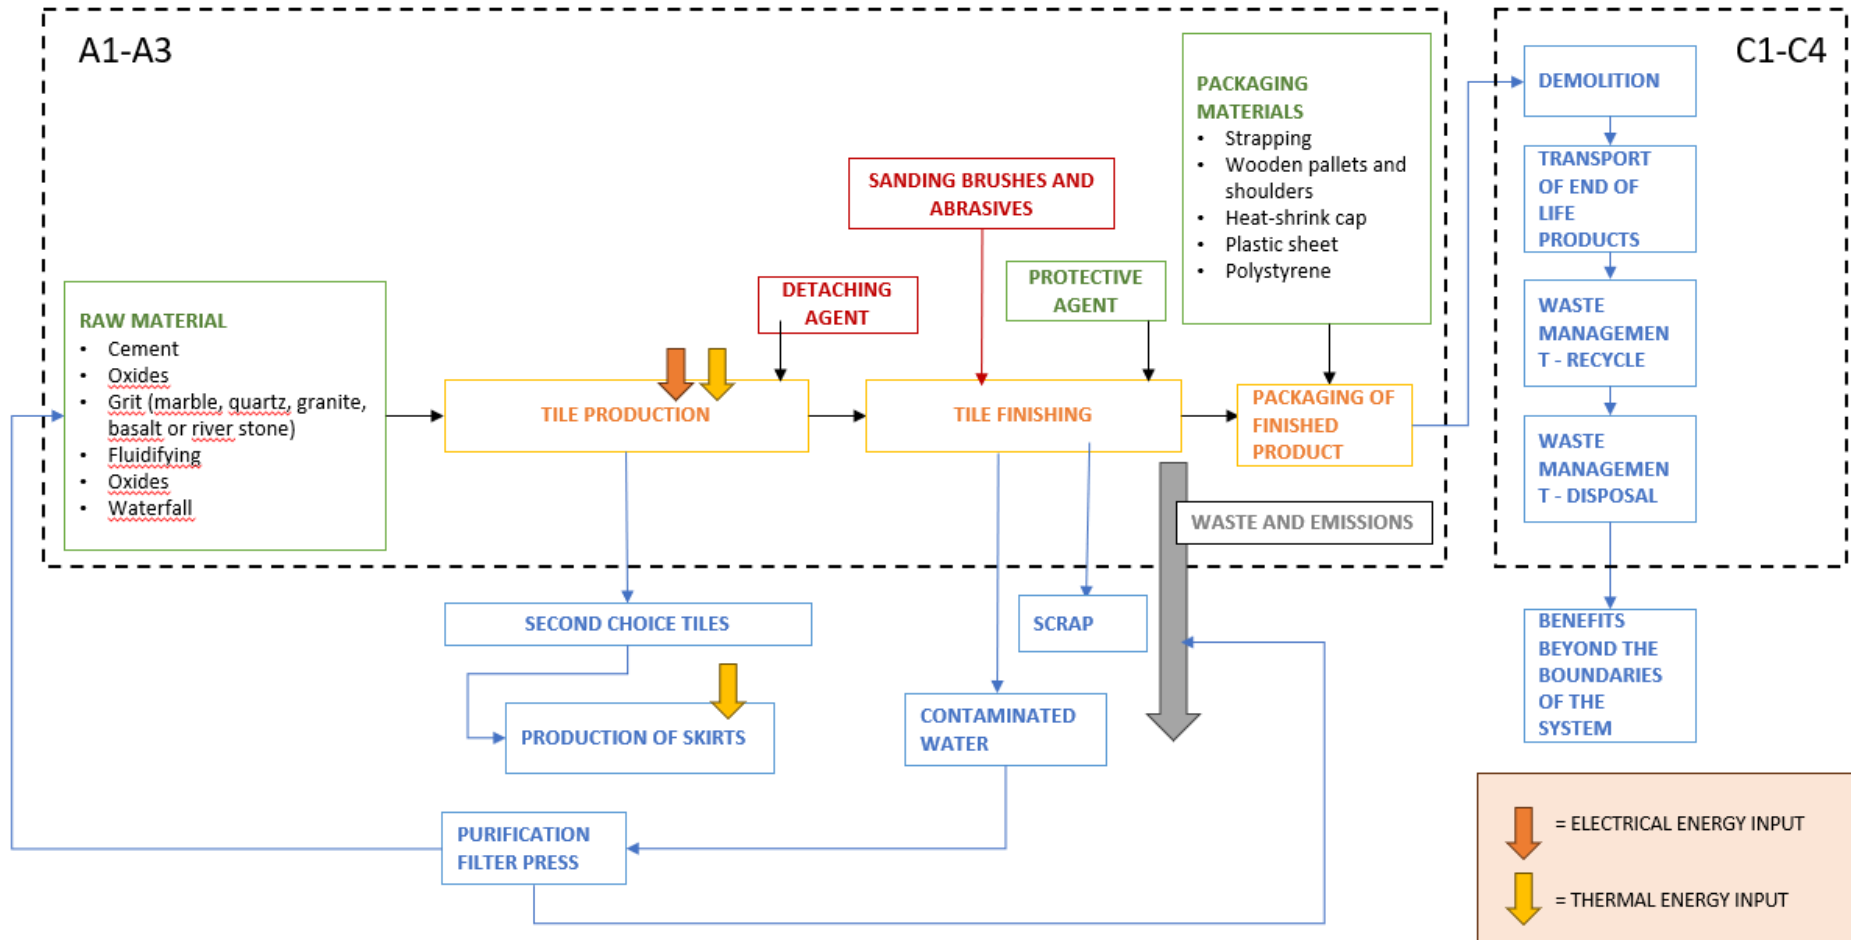 A1-A3
C1-C4
PACKAGING
MATERIALS
• Strapping
• Wooden pallets and
shoulders
• Heat-shrink cap
• Plastic sheet
• Polystyrene
DEMOLITION
TRANSPORT
OF END OF
LIFE
PRODUCTS
SANDING BRUSHES AND
ABRASIVES
DETACHING
AGENT
PROTECTIVE
AGENT
RAW MATERIAL
• Cement
• Oxides
• Grit (marble, quartz, granite,
basalt or river stone)
• Fluidifying
• Oxides
• Waterfall
TILE PRODUCTION
TILE FINISHING
PACKAGING OF
FINISHED
PRODUCT
WASTE
MANAGEMEN
T - RECYCLE
WASTE
MANAGEMEN
T - DISPOSAL
WASTE AND EMISSIONS
SECOND CHOICE TILES
SCRAP
BENEFITS
BEYOND THE
BOUNDARIES
OF THE
SYSTEM
PRODUCTION OF SKIRTS
CONTAMINATED
WATER
PURIFICATION
FILTER PRESS
= ELECTRICAL ENERGY INPUT
= THERMAL ENERGY INPUT